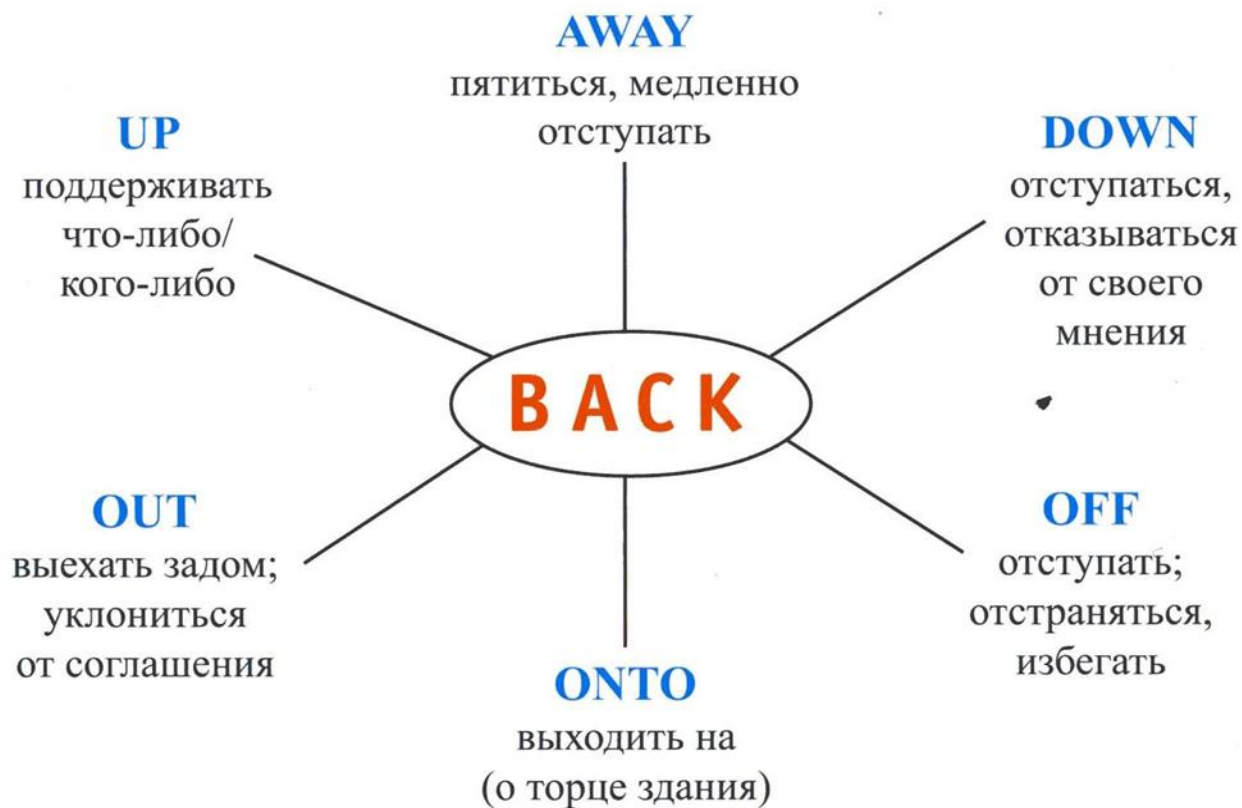 AWAY
пятиться, медленно
отступать
UP
поддерживать
что-либо/
кого-либо
DOWN
отступаться,
отказываться
от своего
мнения
BACK
OUT
выехать задом;
уклониться
от соглашения
OFF
отступать;
отстраняться,
избегать
ONTO
выходить на
(о торце здания)